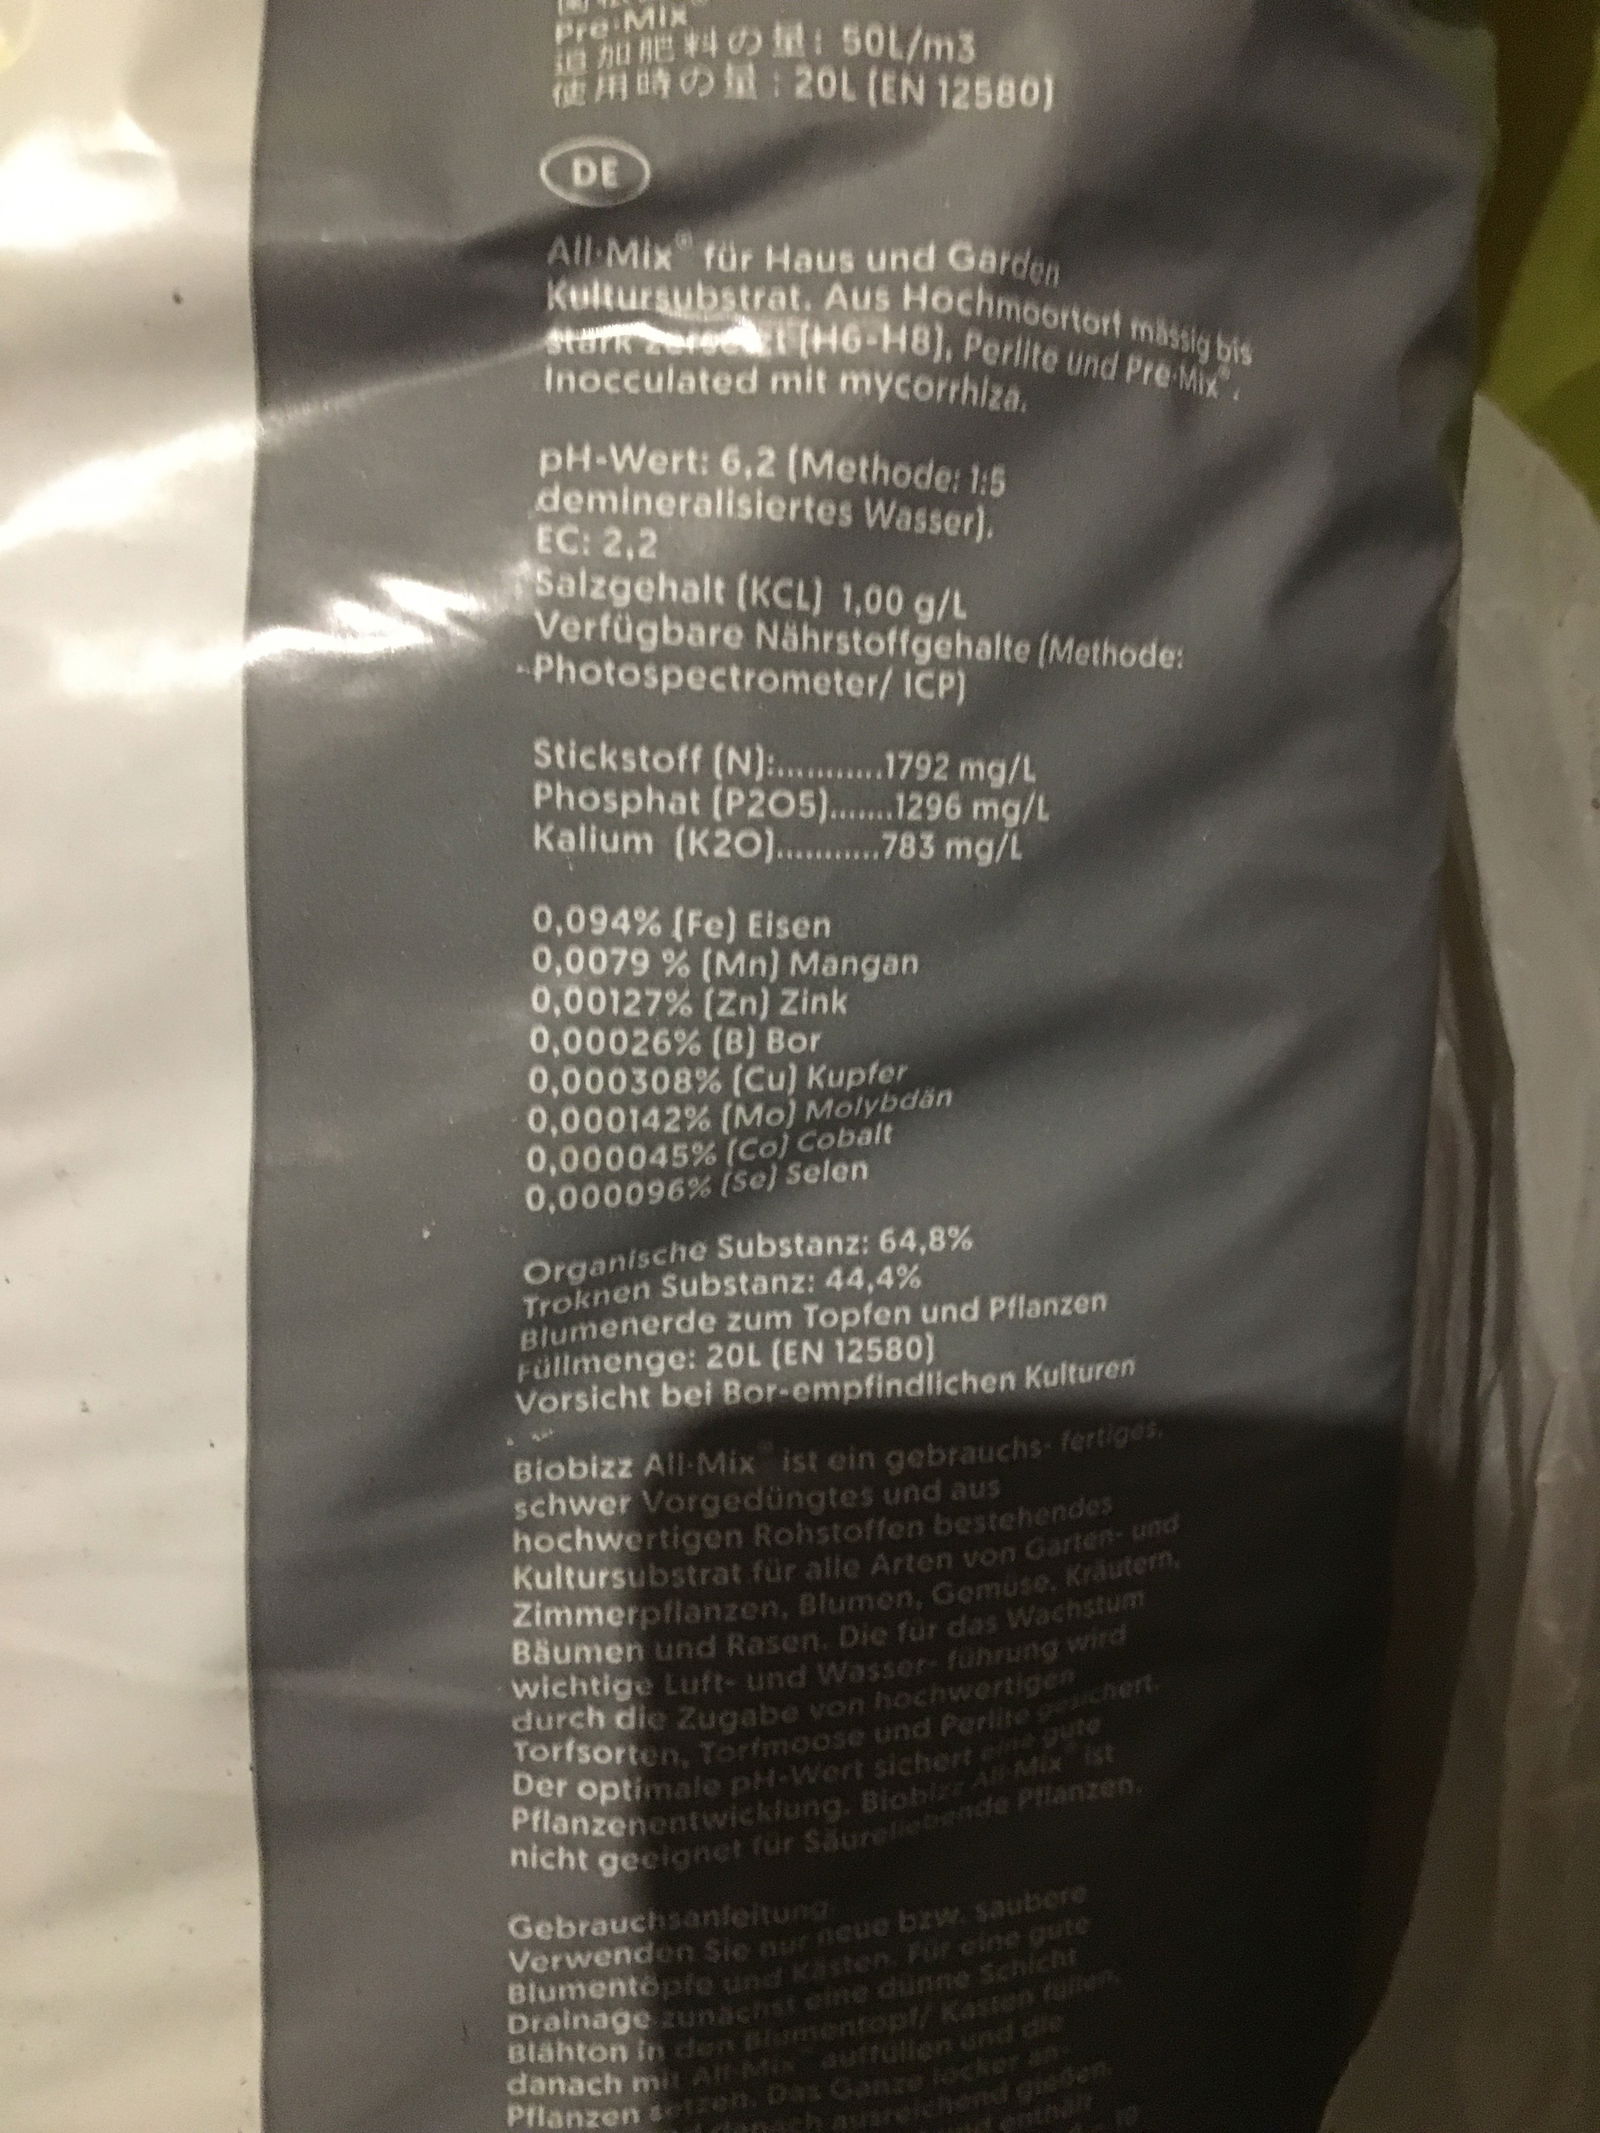 Pre·Mix®
追加肥料の量: 50L/m3
使用時の量: 20L (EN 12580)
DE
All·Mix® für Haus und Garden
Kultursubstrat. Aus Hochmoortorf mässig bis
stark zersetzt (H6-H8), Perlite und Pre·Mix®.
Inocculated mit mycorrhiza.
pH-Wert: 6,2 (Methode: 1:5
demineralisiertes Wasser).
EC: 2,2
Salzgehalt (KCL) 1,00 g/L
Verfügbare Nährstoffgehalte (Methode:
Photospectrometer/ ICP)
Stickstoff (N):............1792 mg/L
Phosphat (P2O5).......1296 mg/L
Kalium (K2O)............783 mg/L
0,094% (Fe) Eisen
0,0079 % (Mn) Mangan
0,00127% (Zn) Zink
0,00026% (B) Bor
0,000308% (Cu) Kupfer
0,000142% (Mo) Molybdän
0,000045% (Co) Cobalt
0,000096% (Se) Selen
Organische Substanz: 64,8%
Troknen Substanz: 44,4%
Blumenerde zum Topfen und Pflanzen
Füllmenge: 20L (EN 12580)
Vorsicht bei Bor-empfindlichen Kulturen
Biobizz All·Mix® ist ein gebrauchs- fertiges,
schwer Vorgedüngtes und aus
hochwertigen Rohstoffen bestehendes
Kultursubstrat für alle Arten von Garten- und
Zimmerpflanzen, Blumen, Gemüse, Kräutern,
Bäumen und Rasen. Die für das Wachstum
wichtige Luft- und Wasser- führung wird
durch die Zugabe von hochwertigen
Torfsorten, Torfmoose und Perlite gesichert.
Der optimale pH-Wert sichert eine gute
Pflanzenentwicklung. Biobizz All·Mix® ist
nicht geeignet für Säureliebende Pflanzen.
Gebrauchsanleitung:
Verwenden Sie nur neue bzw. saubere
Blumentöpfe und Kästen. Für eine gute
Drainage zunächst eine dünne Schicht
Blähton in den Blumentopf/ Kasten füllen,
danach mit All·Mix® auffüllen und die
Pflanzen setzen. Das Ganze locker an-
danach ausreichend gießen.
enthält